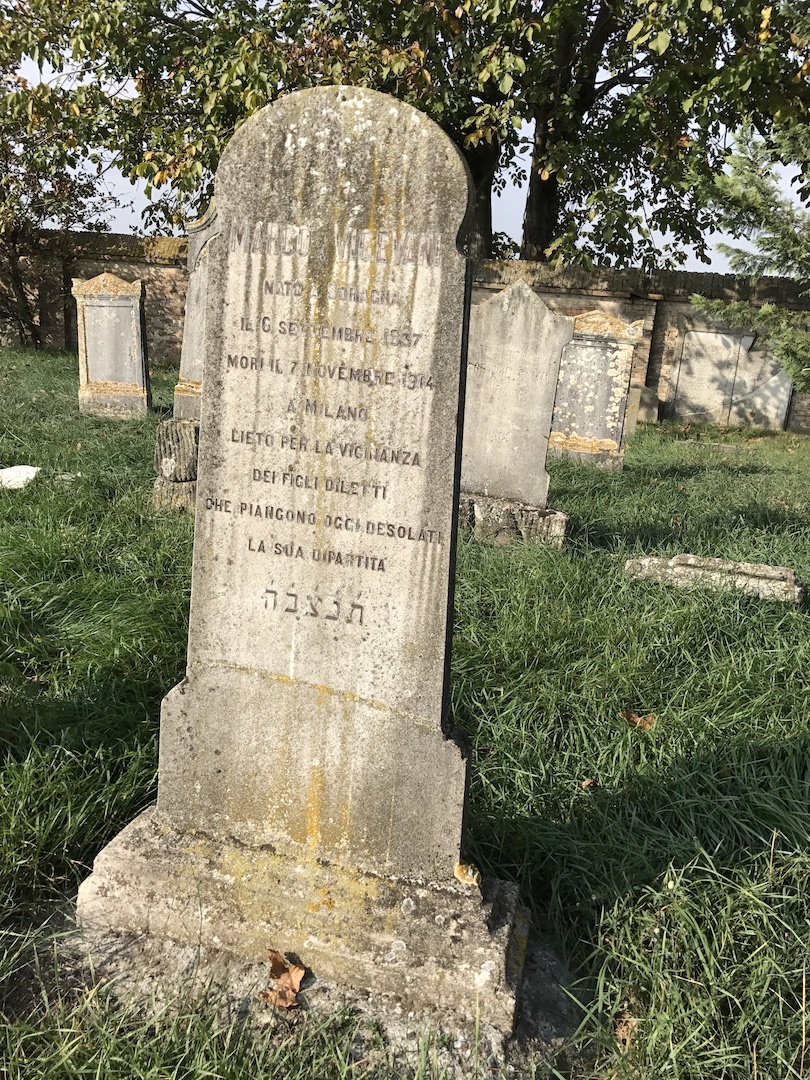 MARCO VIGEVANI
NATO A SORAGNA
IL 6 SETTEMBRE 1837
MORÌ IL 7 NOVEMBRE 1914
A MILANO
LIETO PER LA VICINANZA
DEI FIGLI DILETTI
CHE PIANGONO OGGI DESOLATI
LA SUA DIPARTITA
תנצבה